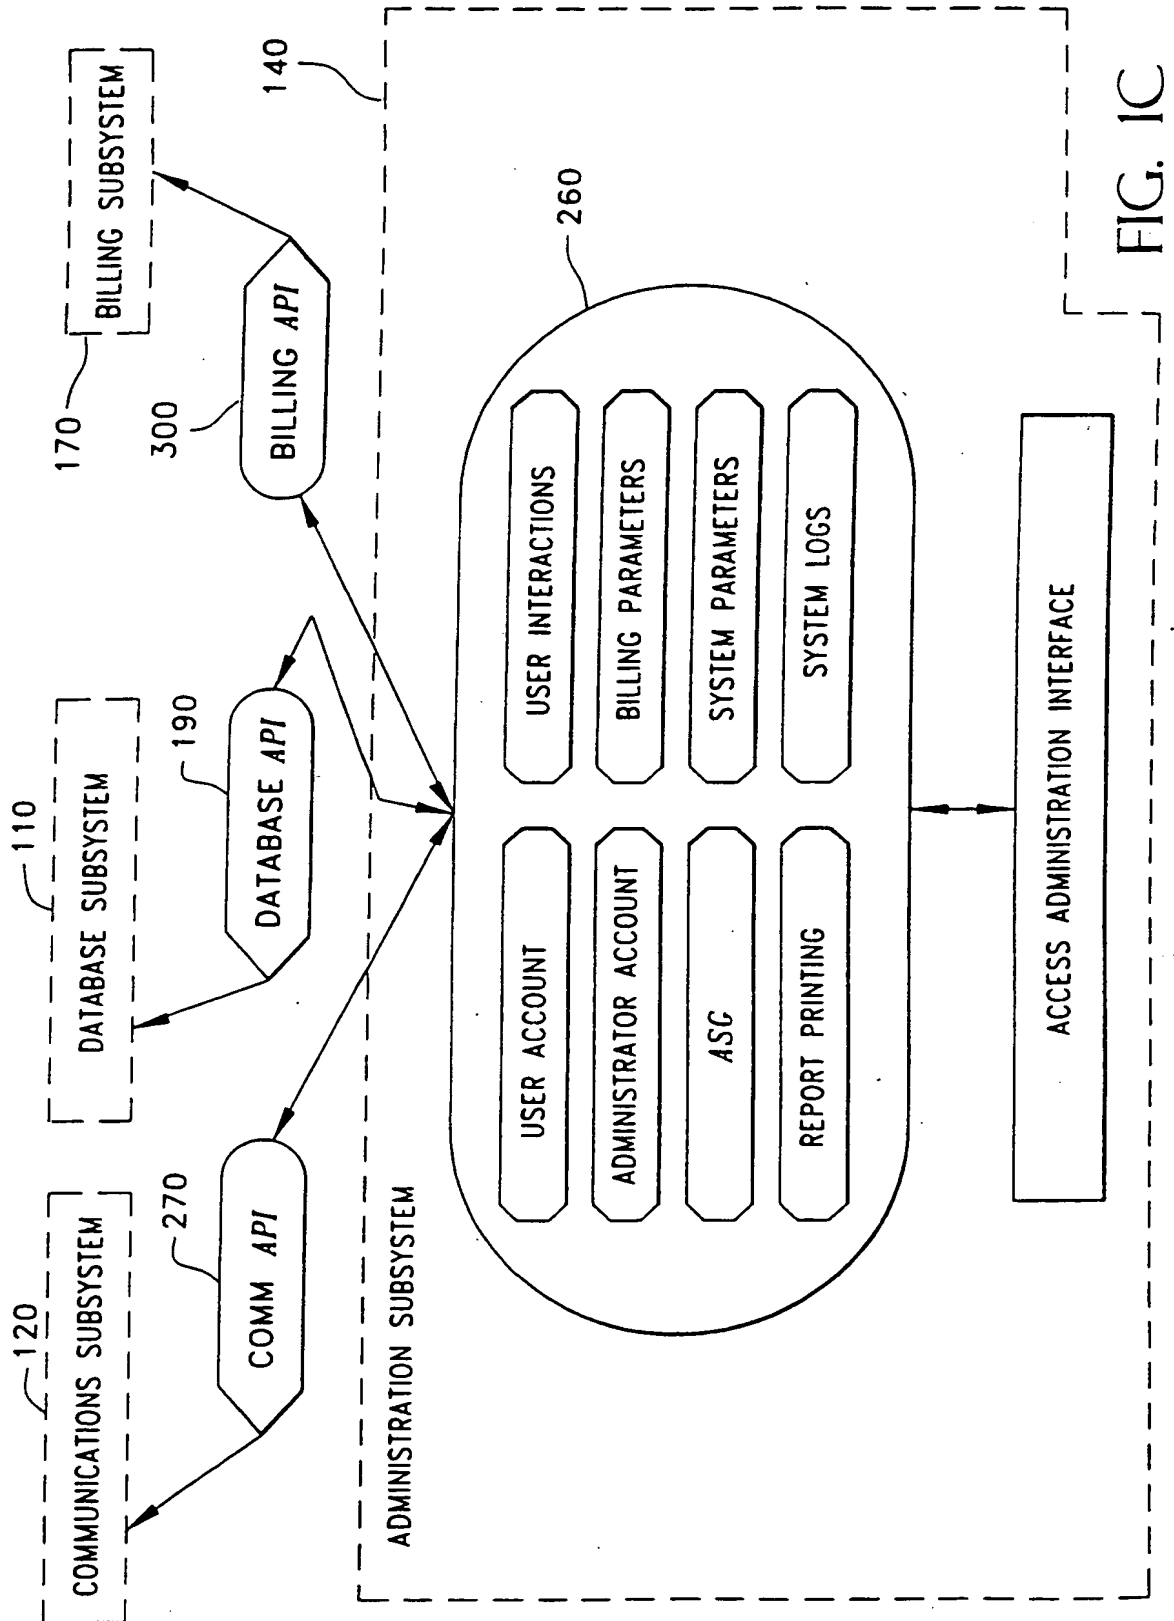 120
110
170
COMMUNICATIONS SUBSYSTEM
DATABASE SUBSYSTEM
BILLING SUBSYSTEM
270
190
300
COMM API
DATABASE API
BILLING API
140
ADMINISTRATION SUBSYSTEM
260
USER ACCOUNT
USER INTERACTIONS
ADMINISTRATOR ACCOUNT
BILLING PARAMETERS
ASG
SYSTEM PARAMETERS
REPORT PRINTING
SYSTEM LOGS
ACCESS ADMINISTRATION INTERFACE
FIG. 1C